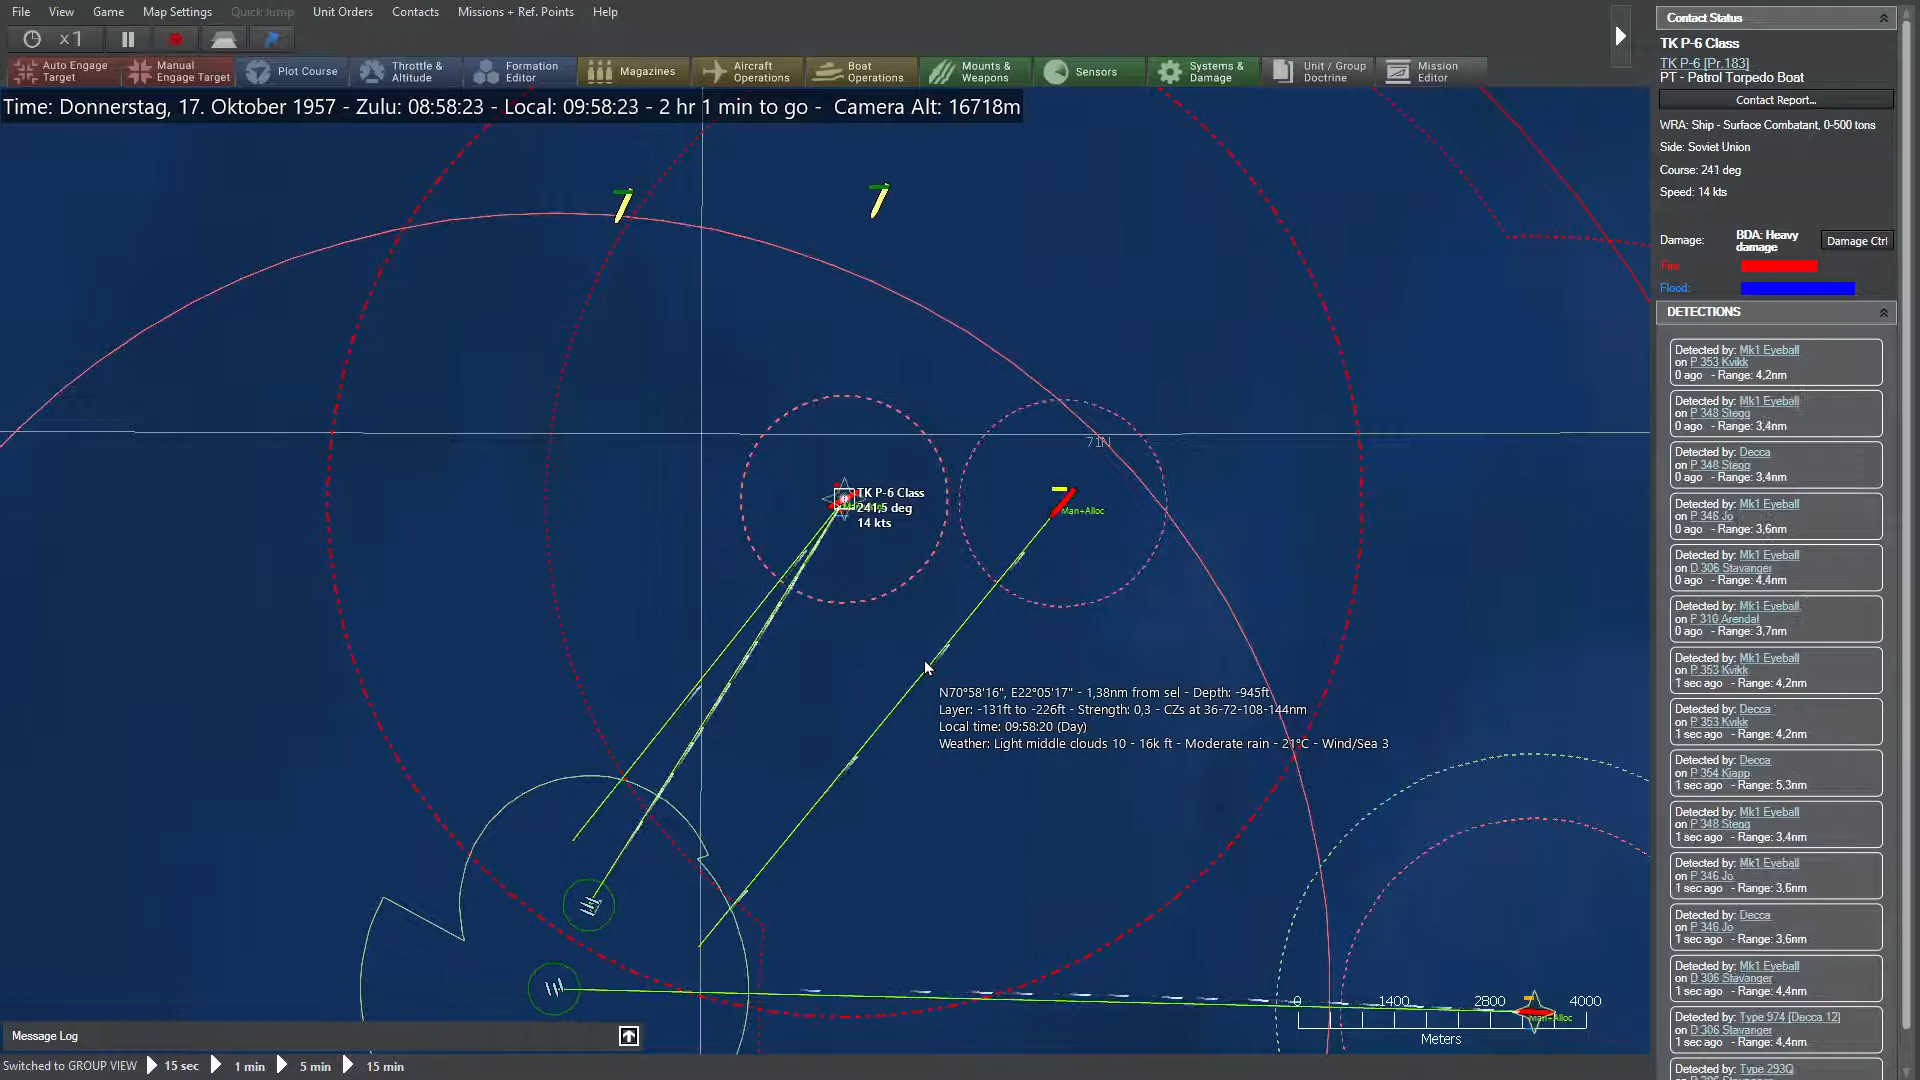 File View Game Map Settings Quick Jump Unit Orders Contacts Missions + Ref. Points Help
x1
Auto Engage Target
Manual Engage Target
Plot Course
Throttle & Altitude
Formation Editor
Magazines
Aircraft Operations
Boat Operations
Mounts & Weapons
Sensors
Systems & Damage
Unit / Group Doctrine
Mission Editor
Time: Donnerstag, 17. Oktober 1957 - Zulu: 08:58:23 - Local: 09:58:23 - 2 hr 1 min to go - Camera Alt: 16718m
71N
TK P-6 Class
241,5 deg
14 kts
Man+Alloc
N70°58'16", E22°05'17" - 1,38nm from sel - Depth: -945ft
Layer: -131ft to -226ft - Strength: 0,3 - CZs at 36-72-108-144nm
Local time: 09:58:20 (Day)
Weather: Light middle clouds 10 - 16k ft - Moderate rain - 21°C - Wind/Sea 3
0 1400 2800 4000
Man+Alloc
Meters
Message Log
Switched to GROUP VIEW 15 sec 1 min 5 min 15 min
Contact Status
TK P-6 Class
TK P-6 [Pr.183]
PT - Patrol Torpedo Boat
Contact Report...
WRA: Ship - Surface Combatant, 0-500 tons
Side: Soviet Union
Course: 241 deg
Speed: 14 kts
Damage: BDA: Heavy damage Damage Ctrl
Fire:
Flood:
DETECTIONS
Detected by: Mk1 Eyeball
on P 353 Kvikk
0 ago - Range: 4,2nm
Detected by: Mk1 Eyeball
on P 348 Stegg
0 ago - Range: 3,4nm
Detected by: Decca
on P 348 Stegg
0 ago - Range: 3,4nm
Detected by: Mk1 Eyeball
on P 346 Jo
0 ago - Range: 3,6nm
Detected by: Mk1 Eyeball
on D 306 Stavanger
0 ago - Range: 4,4nm
Detected by: Mk1 Eyeball
on P 310 Arendal
0 ago - Range: 3,7nm
Detected by: Mk1 Eyeball
on P 353 Kvikk
1 sec ago - Range: 4,2nm
Detected by: Decca
on P 353 Kvikk
1 sec ago - Range: 4,2nm
Detected by: Decca
on P 354 Kjapp
1 sec ago - Range: 5,3nm
Detected by: Mk1 Eyeball
on P 348 Stegg
1 sec ago - Range: 3,4nm
Detected by: Mk1 Eyeball
on P 346 Jo
1 sec ago - Range: 3,6nm
Detected by: Decca
on P 346 Jo
1 sec ago - Range: 3,6nm
Detected by: Mk1 Eyeball
on D 306 Stavanger
1 sec ago - Range: 4,4nm
Detected by: Type 974 [Decca 12]
on D 306 Stavanger
1 sec ago - Range: 4,4nm
Detected by: Type 293Q